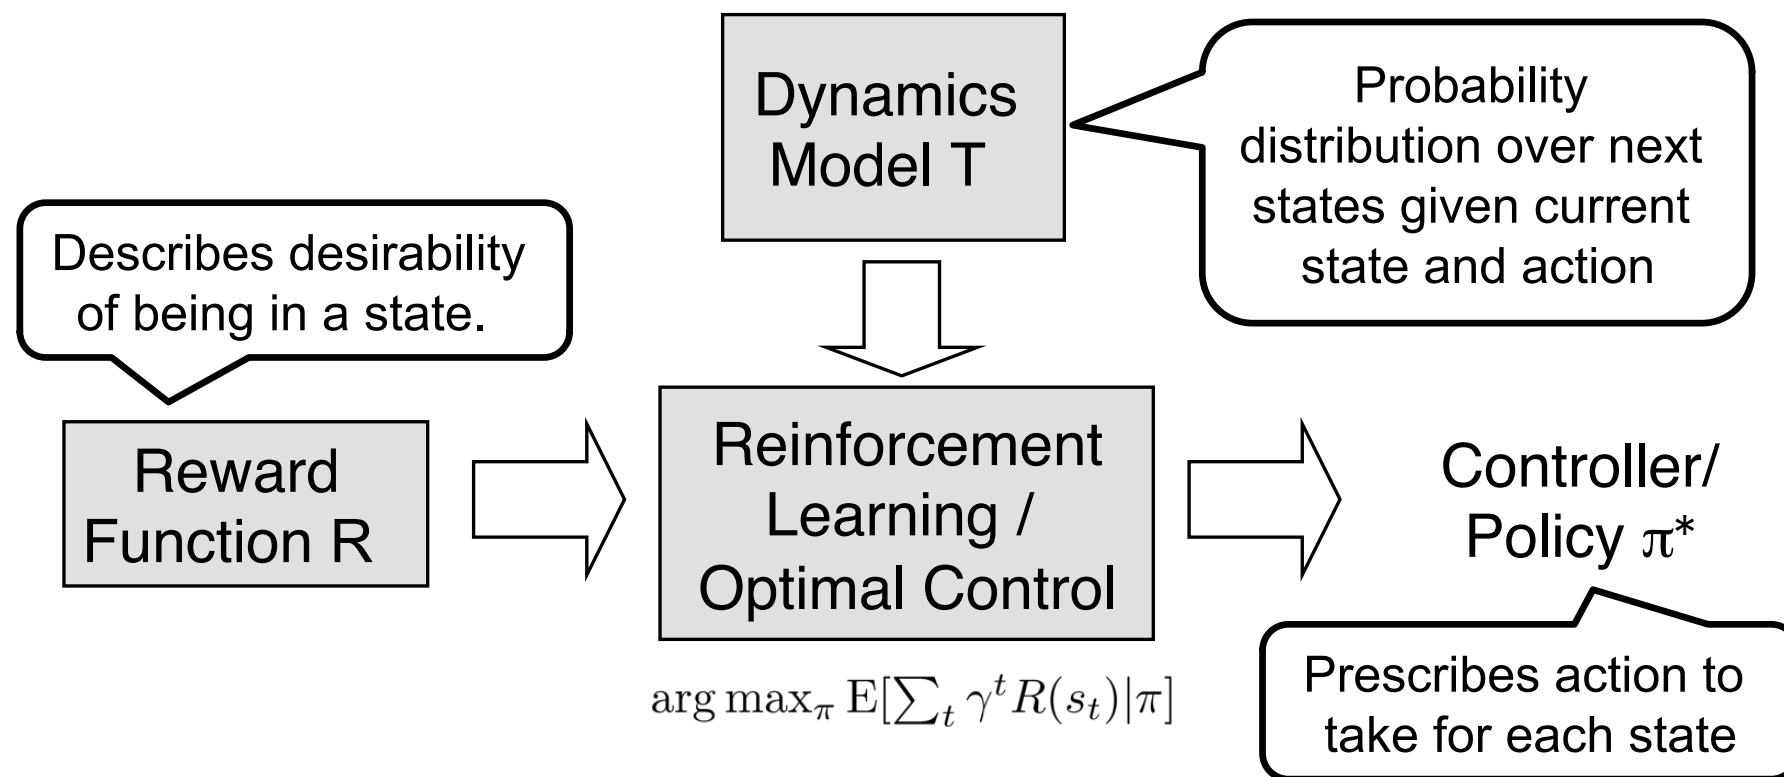 Dynamics
Model T
Probability
distribution over next
states given current
state and action
Describes desirability
of being in a state.
Reward
Function R
Reinforcement
Learning /
Optimal Control
Controller/
Policy π*
arg max_π E[∑_t γ^t R(s_t)|π]
Prescribes action to
take for each state